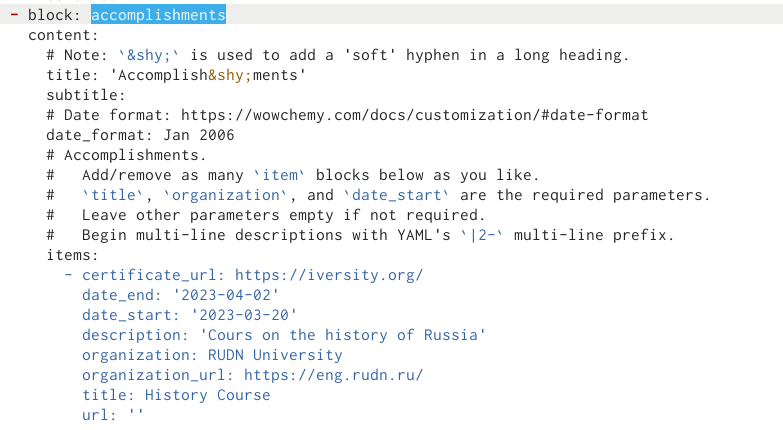 - block: accomplishments
content:
# Note: `&shy;` is used to add a 'soft' hyphen in a long heading.
title: 'Accomplish&shy;ments'
subtitle:
# Date format: https://wowchemy.com/docs/customization/#date-format
date_format: Jan 2006
# Accomplishments.
#   Add/remove as many `item` blocks below as you like.
#   `title`, `organization`, and `date_start` are the required parameters.
#   Leave other parameters empty if not required.
#   Begin multi-line descriptions with YAML's `|2-` multi-line prefix.
items:
- certificate_url: https://iversity.org/
date_end: '2023-04-02'
date_start: '2023-03-20'
description: 'Cours on the history of Russia'
organization: RUDN University
organization_url: https://eng.rudn.ru/
title: History Course
url: ''